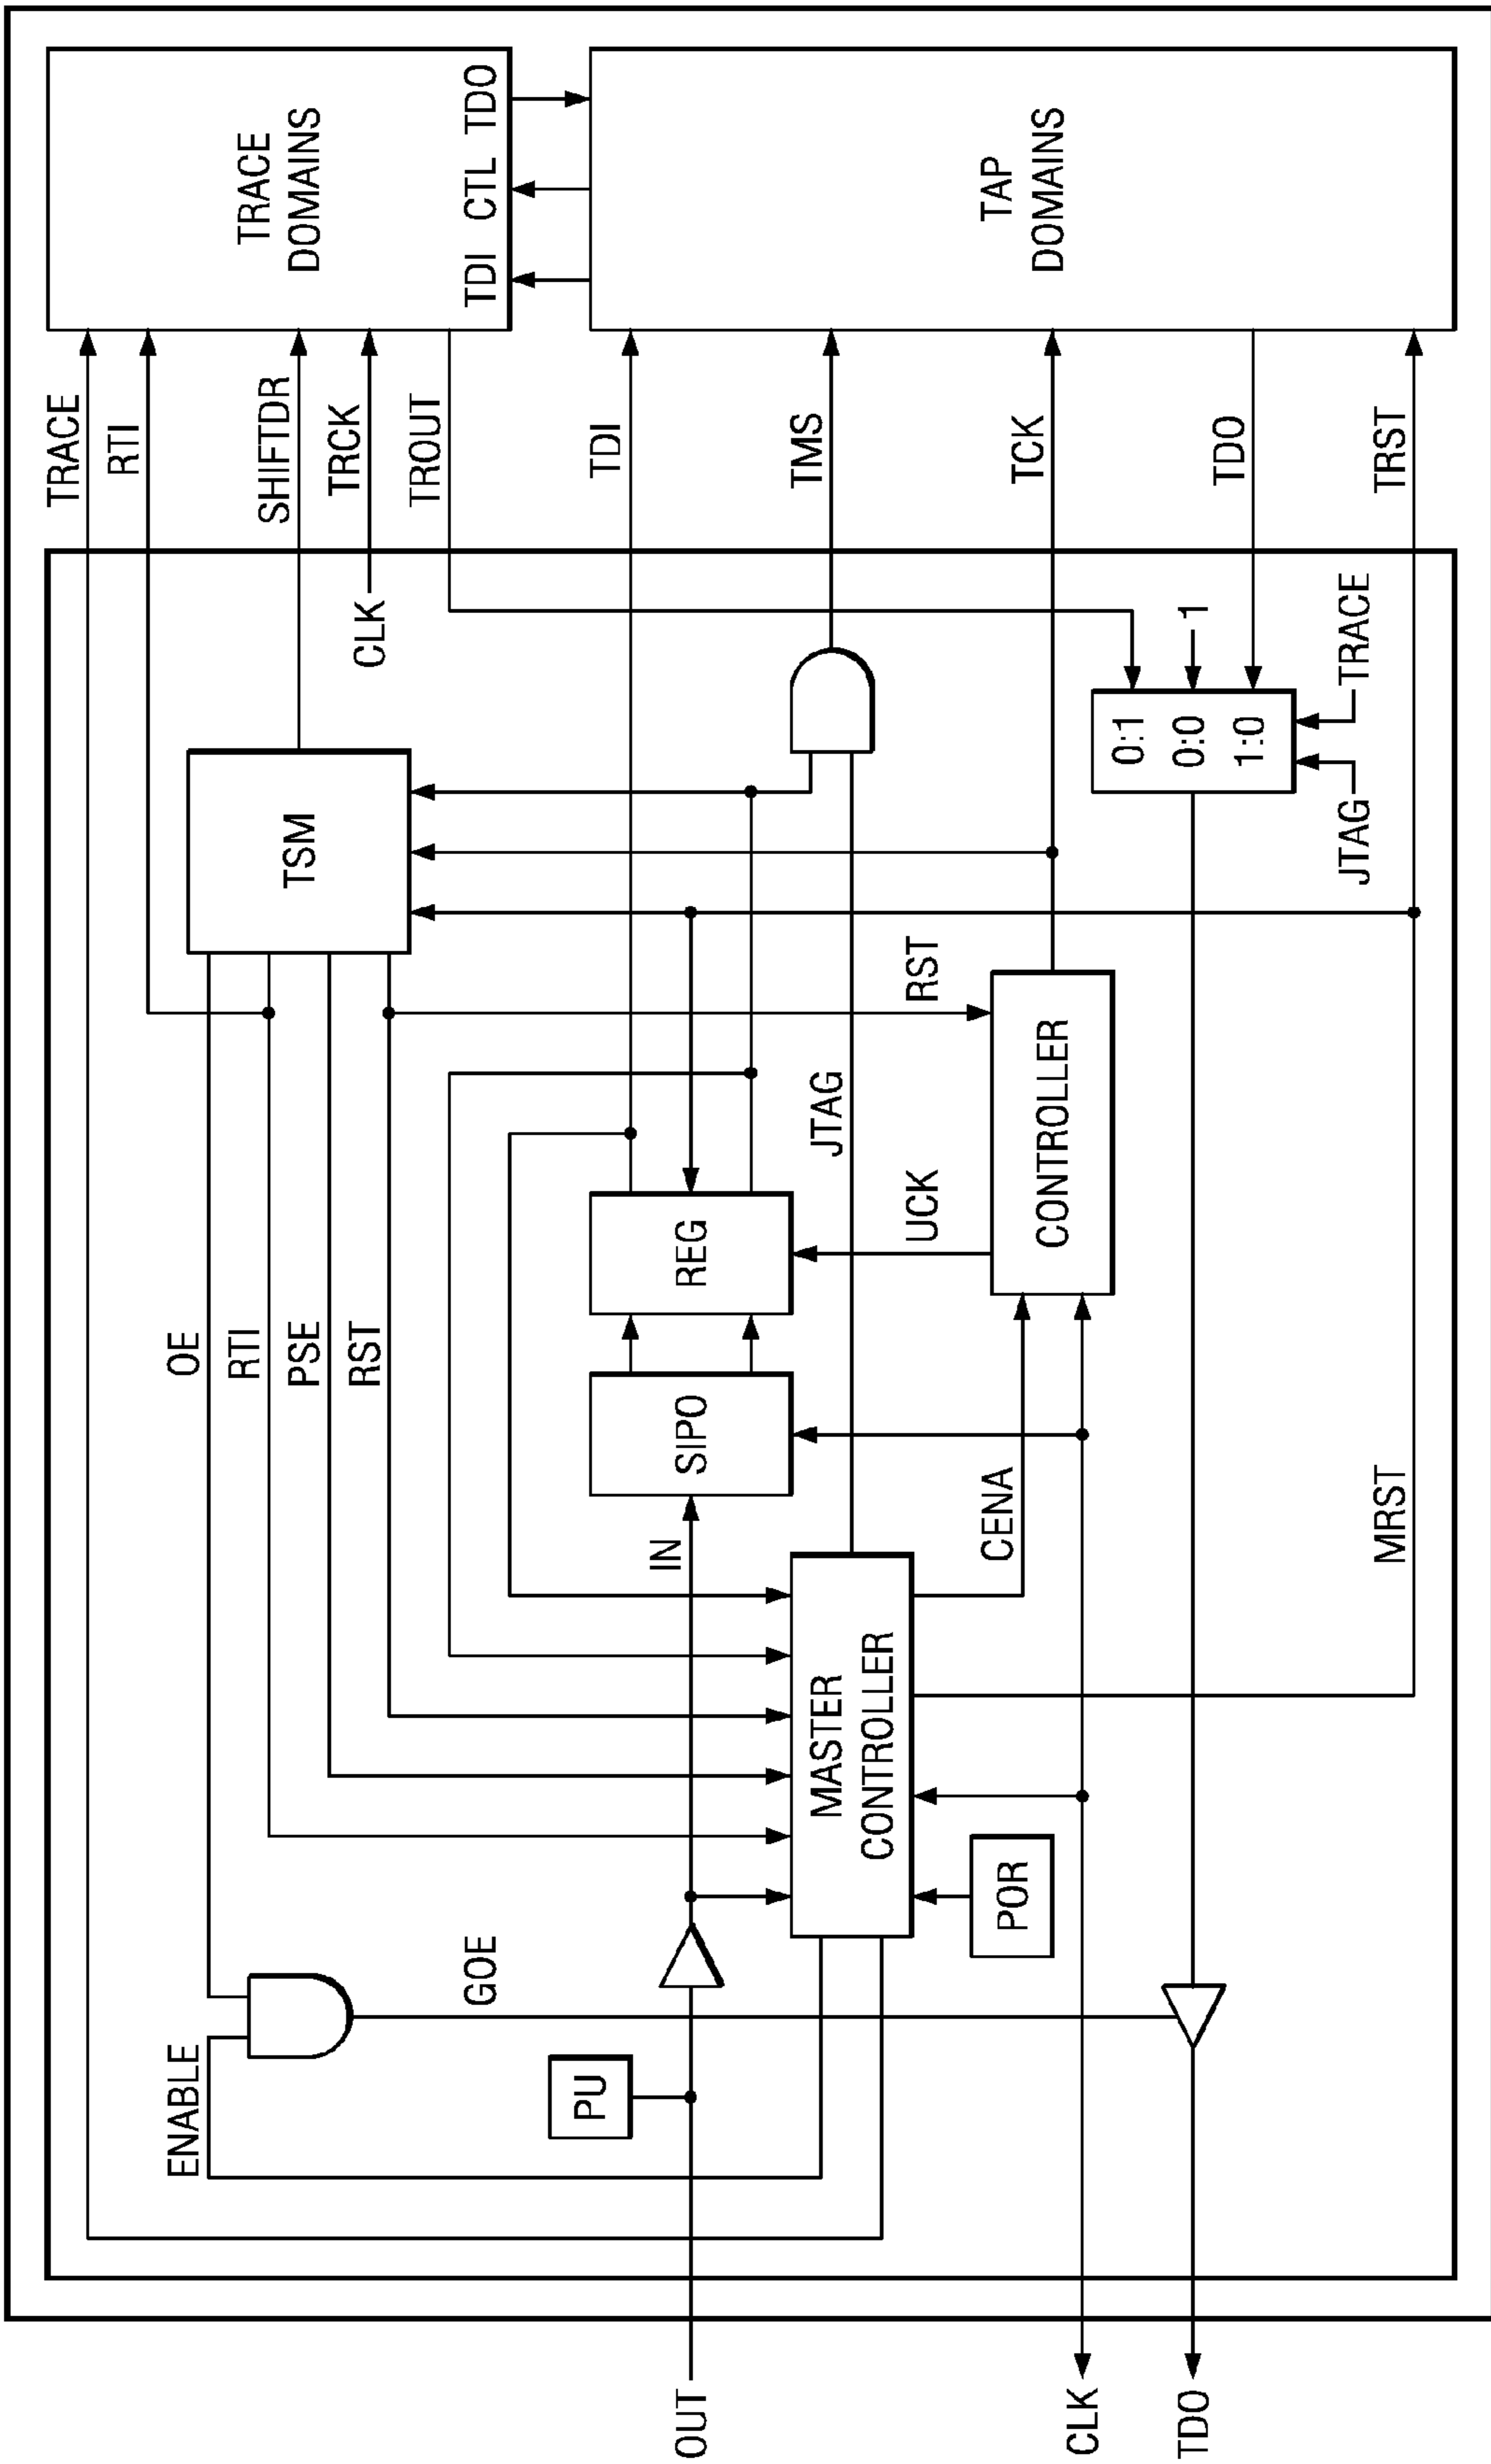 TRACE
RTI
SHIFTDR
TRCK
TROUT
TRACE
DOMAINS
TDI CTL TDO
CLK
TSM
OE
RTI
PSE
RST
ENABLE
GOE
PU
OUT
IN
SIPO
REG
TDI
TMS
TCK
TDO
TRST
TAP
DOMAINS
JTAG
RST
UCK
CONTROLLER
CENA
MASTER
CONTROLLER
POR
MRST
0:1
0:0
1:0
1
JTAG
TRACE
CLK
TDO